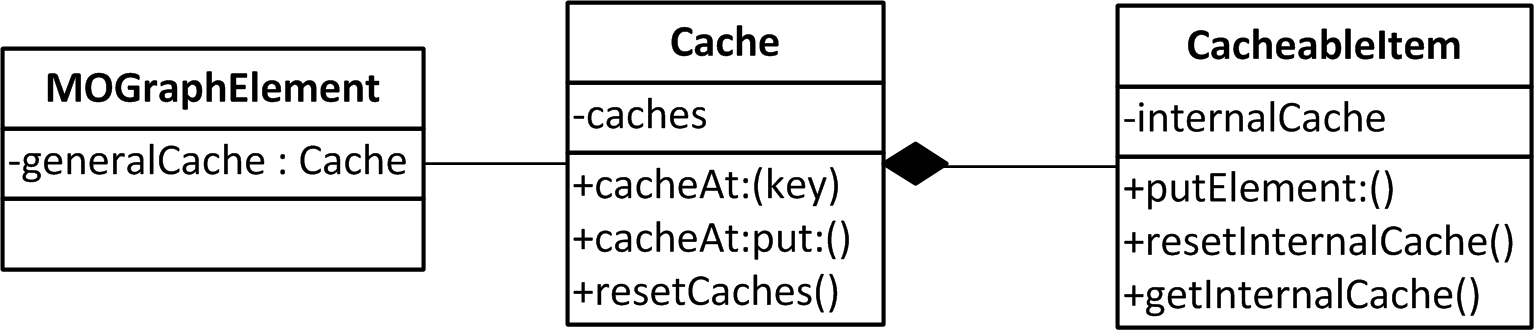 MOGraphElement
-generalCache : Cache
Cache
-caches
+cacheAt:(key)
+cacheAt:put:()
+resetCaches()
CacheableItem
-internalCache
+putElement:()
+resetInternalCache()
+getInternalCache()